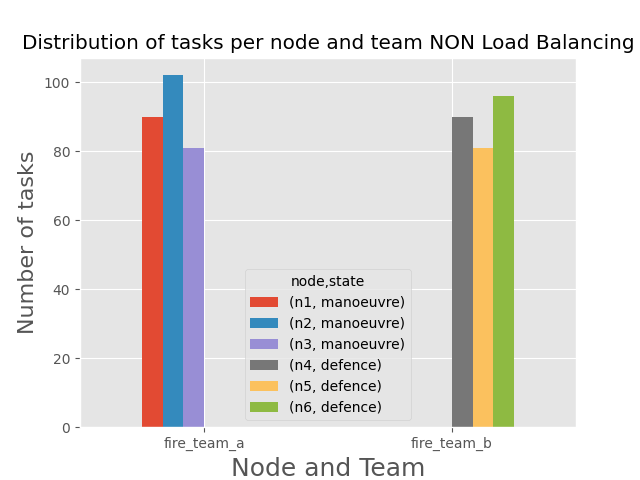 Distribution of tasks per node and team NON Load Balancing
Number of tasks
100
80
60
40
20
0
node,state
(n1, manoeuvre)
(n2, manoeuvre)
(n3, manoeuvre)
(n4, defence)
(n5, defence)
(n6, defence)
fire_team_a
fire_team_b
Node and Team